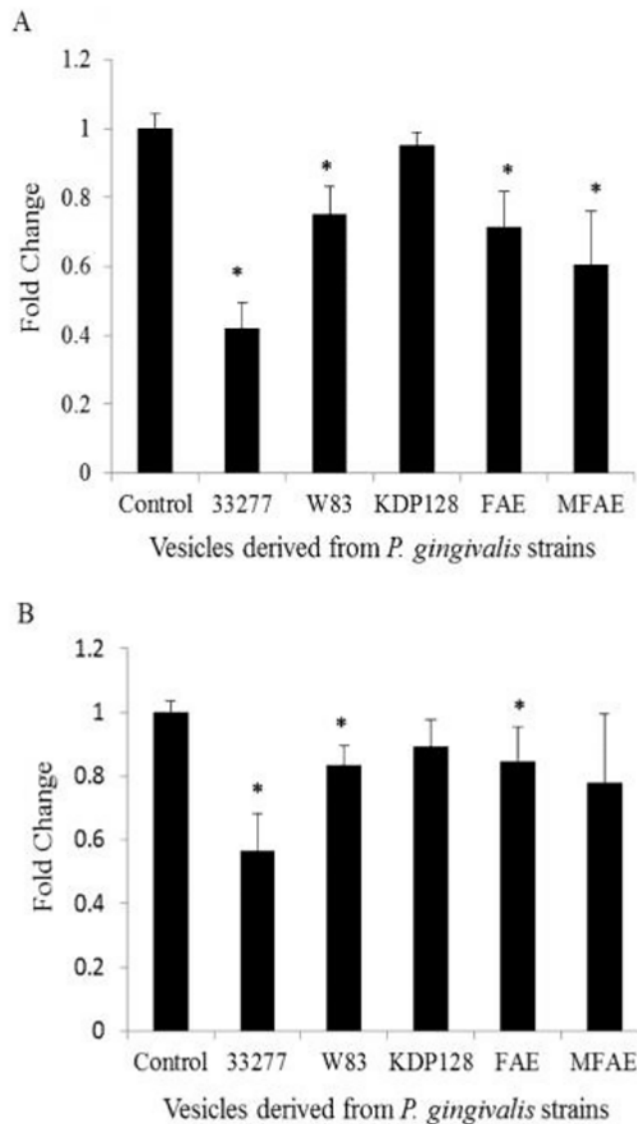 A
1.2
1
0.8
0.6
0.4
0.2
0
Fold Change
*
*
*
*
Control 33277 W83 KDP128 FAE MFAE
Vesicles derived from P. gingivalis strains
B
1.2
1
0.8
0.6
0.4
0.2
0
Fold Change
*
*
*
Control 33277 W83 KDP128 FAE MFAE
Vesicles derived from P. gingivalis strains